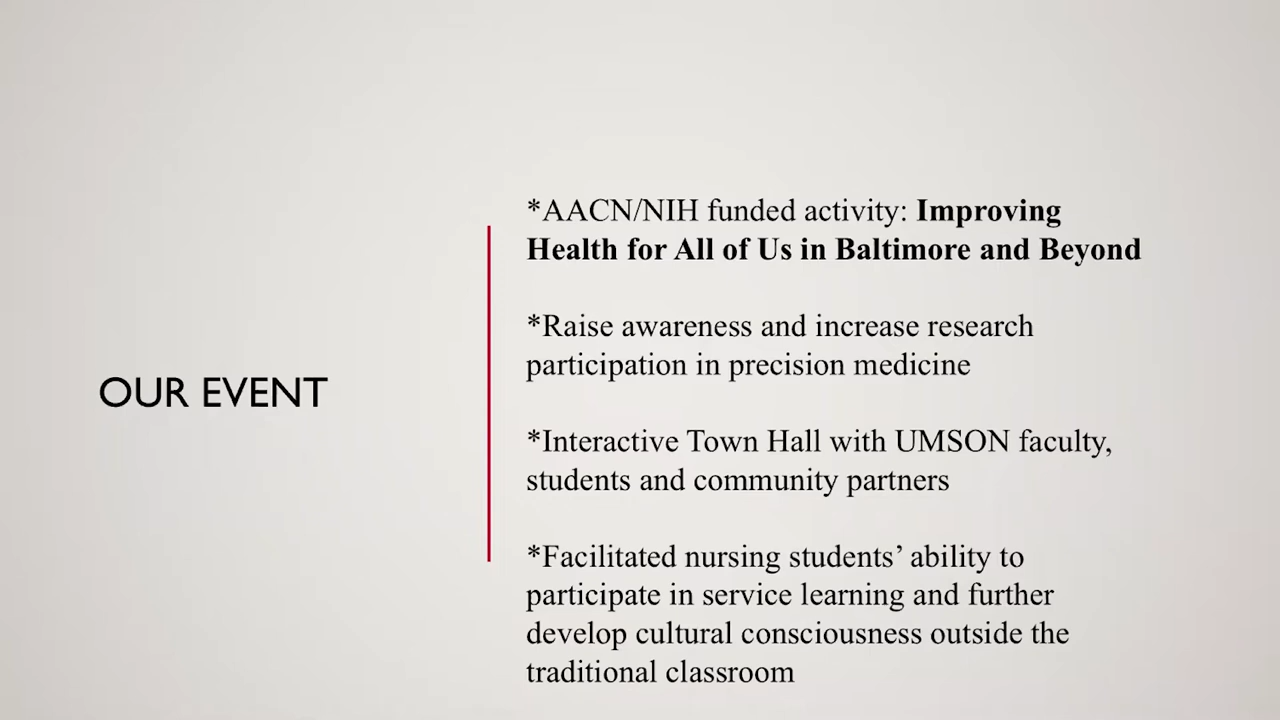 OUR EVENT
*AACN/NIH funded activity: Improving
Health for All of Us in Baltimore and Beyond
*Raise awareness and increase research
participation in precision medicine
*Interactive Town Hall with UMSON faculty,
students and community partners
*Facilitated nursing students’ ability to
participate in service learning and further
develop cultural consciousness outside the
traditional classroom